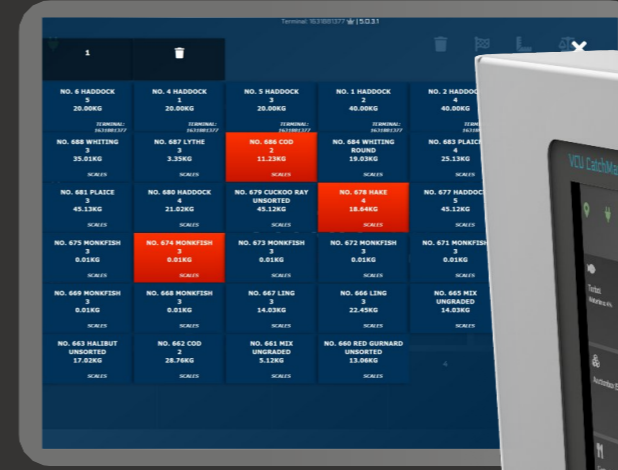 Terminal: 1631881377 | 5.0.3.1
1
NO. 6 HADDOCK
5
20.00KG
TERMINAL:
1631881377
NO. 4 HADDOCK
1
20.00KG
TERMINAL:
1631881377
NO. 5 HADDOCK
3
20.00KG
TERMINAL:
1631881377
NO. 1 HADDOCK
2
40.00KG
TERMINAL:
1631881377
NO. 2 HADDOC
4
40.00KG
NO. 688 WHITING
3
35.01KG
SCALES
NO. 687 LYTHE
3
3.35KG
SCALES
NO. 686 COD
2
11.23KG
SCALES
NO. 684 WHITING
ROUND
19.03KG
SCALES
NO. 683 PLAIC
4
25.13KG
SCALES
NO. 681 PLAICE
3
45.13KG
SCALES
NO. 680 HADDOCK
4
21.02KG
SCALES
NO. 679 CUCKOO RAY
UNSORTED
45.12KG
SCALES
NO. 678 HAKE
4
18.64KG
SCALES
NO. 677 HADDOC
5
45.12KG
SCALES
NO. 675 MONKFISH
3
0.01KG
SCALES
NO. 674 MONKFISH
3
0.01KG
SCALES
NO. 673 MONKFISH
3
0.01KG
SCALES
NO. 672 MONKFISH
3
0.01KG
SCALES
NO. 671 MONKFISH
3
0.01KG
SCALES
NO. 669 MONKFISH
3
0.01KG
SCALES
NO. 668 MONKFISH
3
0.01KG
SCALES
NO. 667 LING
3
14.03KG
SCALES
NO. 666 LING
3
22.45KG
SCALES
NO. 665 MIX
UNGRADED
14.03KG
SCALES
NO. 663 HALIBUT
UNSORTED
17.02KG
SCALES
NO. 662 COD
2
28.76KG
SCALES
NO. 661 MIX
UNGRADED
5.12KG
SCALES
NO. 660 RED GURNARD
UNSORTED
13.06KG
SCALES
4
VCU CatchMa